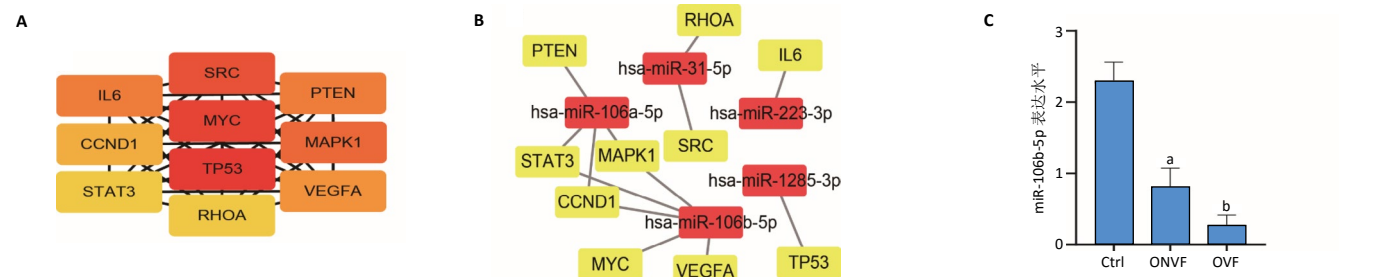 A
SRC
IL6
PTEN
MYC
CCND1
MAPK1
TP53
STAT3
VEGFA
RHOA
B
RHOA
PTEN
IL6
hsa-miR-31-5p
hsa-miR-106a-5p
hsa-miR-223-3p
SRC
MAPK1
STAT3
hsa-miR-1285-3p
CCND1
hsa-miR-106b-5p
MYC
VEGFA
TP53
C
miR-106b-5p 表达水平
3
2
1
0
a
b
Ctrl
ONVF
OVF